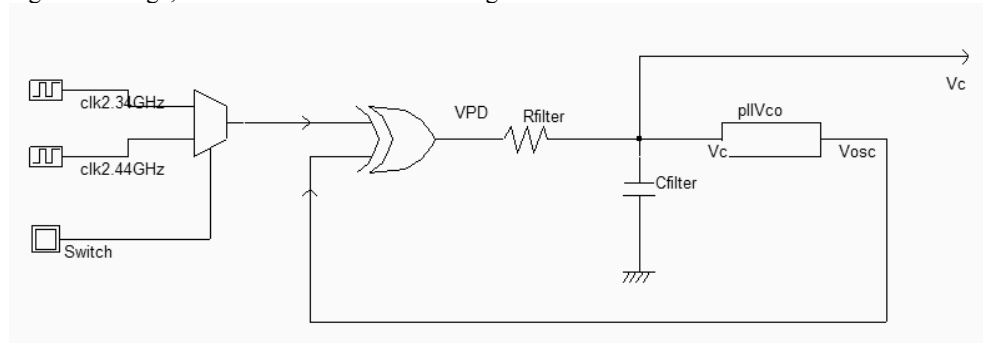 clk2.34GHz
clk2.44GHz
Switch
VPD
Rfilter
Cfilter
Vc
pllVco
Vosc
Vc